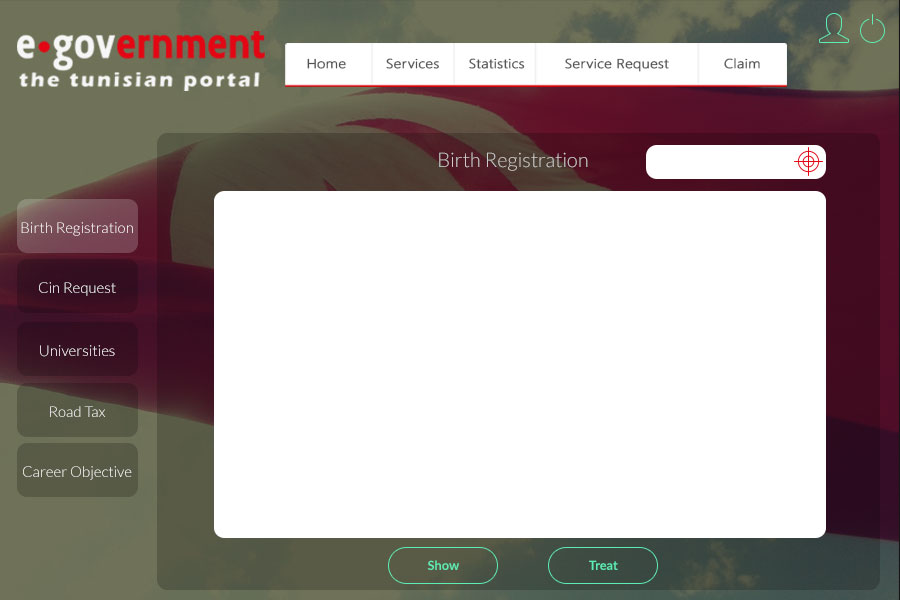 e•government
the tunisian portal
Home
Services
Statistics
Service Request
Claim
Birth Registration
Birth Registration
Cin Request
Universities
Road Tax
Career Objective
Show
Treat